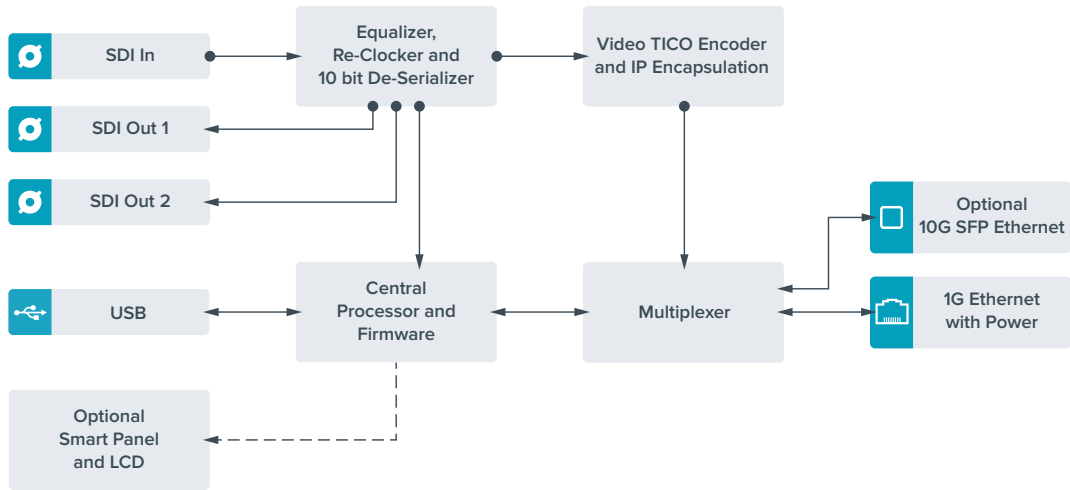 SDI In
Equalizer,
Re-Clocker and
10 bit De-Serializer
Video TICO Encoder
and IP Encapsulation
SDI Out 1
SDI Out 2
Optional
10G SFP Ethernet
USB
Central
Processor and
Firmware
Multiplexer
1G Ethernet
with Power
Optional
Smart Panel
and LCD